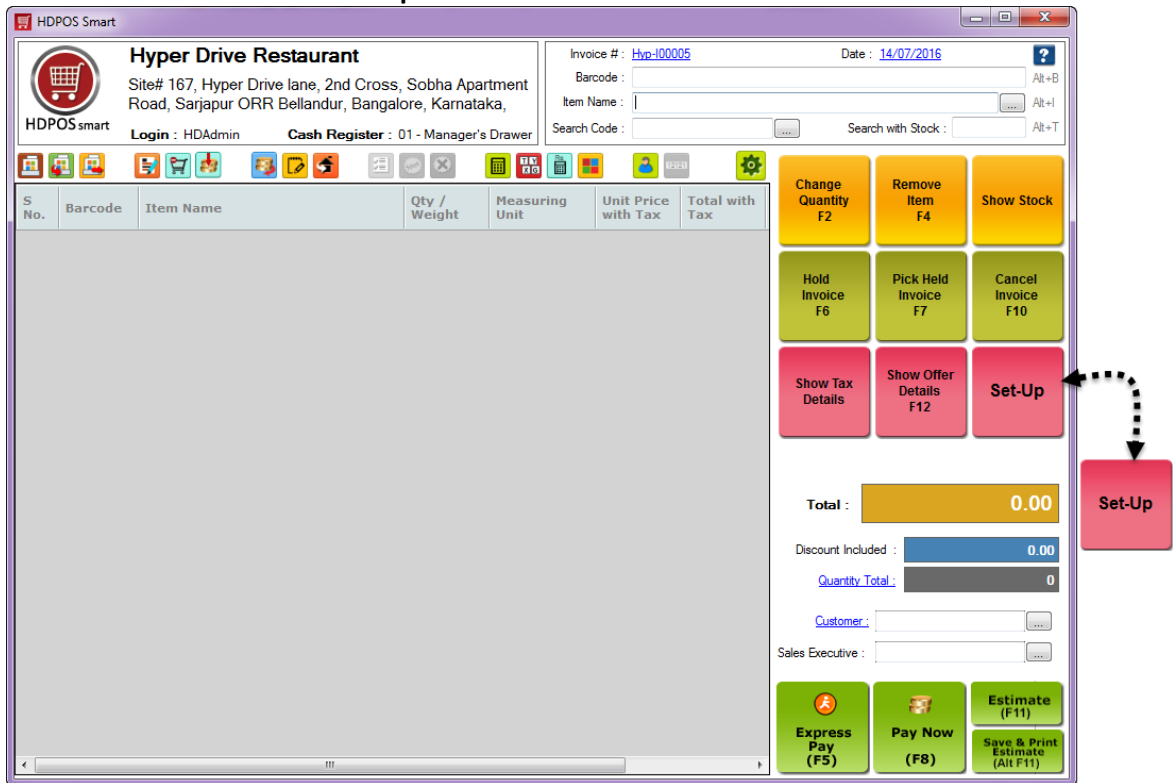 HDPOS Smart
Hyper Drive Restaurant
Site# 167, Hyper Drive lane, 2nd Cross, Sobha Apartment
Road, Sarjapur ORR Bellandur, Bangalore, Karnataka,
HDPOS smart
Login : HDAdmin Cash Register : 01 - Manager's Drawer
Invoice # : Hyp-I00005 Date : 14/07/2016 ?
Barcode : Alt+B
Item Name : ... Alt+I
Search Code : ... Search with Stock : Alt+T
S No.
Barcode
Item Name
Qty / Weight
Measuring Unit
Unit Price with Tax
Total with Tax
Change
Quantity
F2
Remove
Item
F4
Show Stock
Hold
Invoice
F6
Pick Held
Invoice
F7
Cancel
Invoice
F10
Show Tax
Details
Show Offer
Details
F12
Set-Up
Set-Up
Total : 0.00
Discount Included : 0.00
Quantity Total : 0
Customer : ...
Sales Executive : ...
Express
Pay
(F5)
Pay Now
(F8)
Estimate
(F11)
Save & Print
Estimate
(Alt F11)